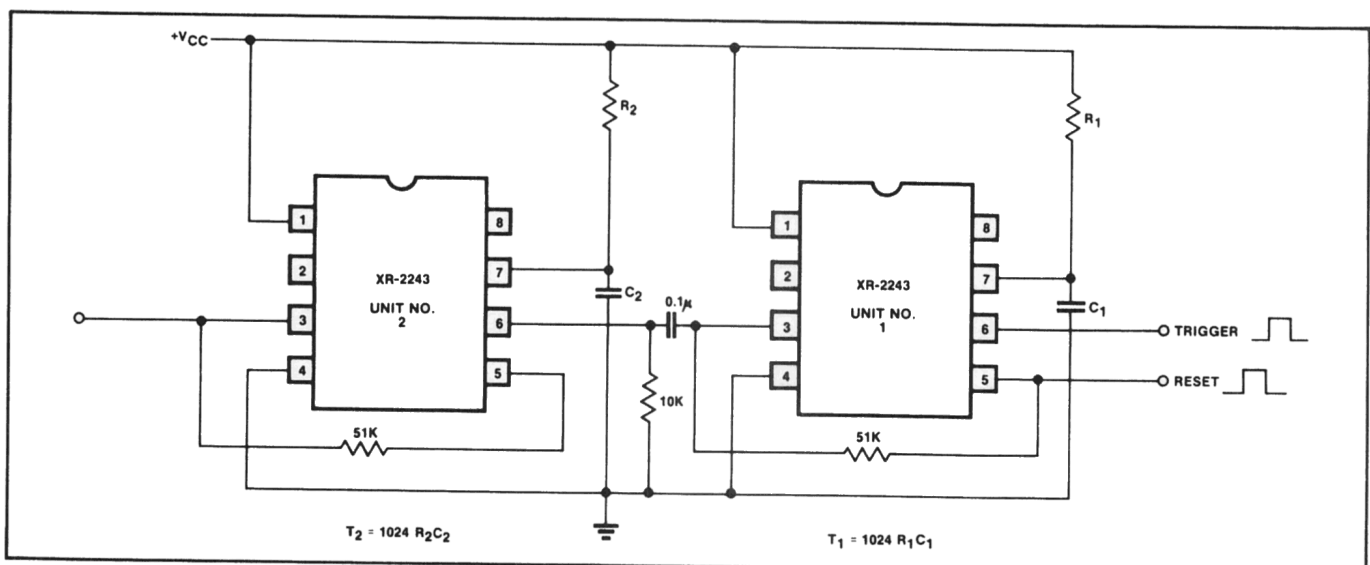 +VCC
R2
R1
1
2
3
4
8
7
6
5
XR-2243
UNIT NO.
2
C2
0.1μ
10K
51K
1
2
3
4
8
7
6
5
XR-2243
UNIT NO.
1
C1
TRIGGER
RESET
51K
T2 = 1024 R2C2
T1 = 1024 R1C1